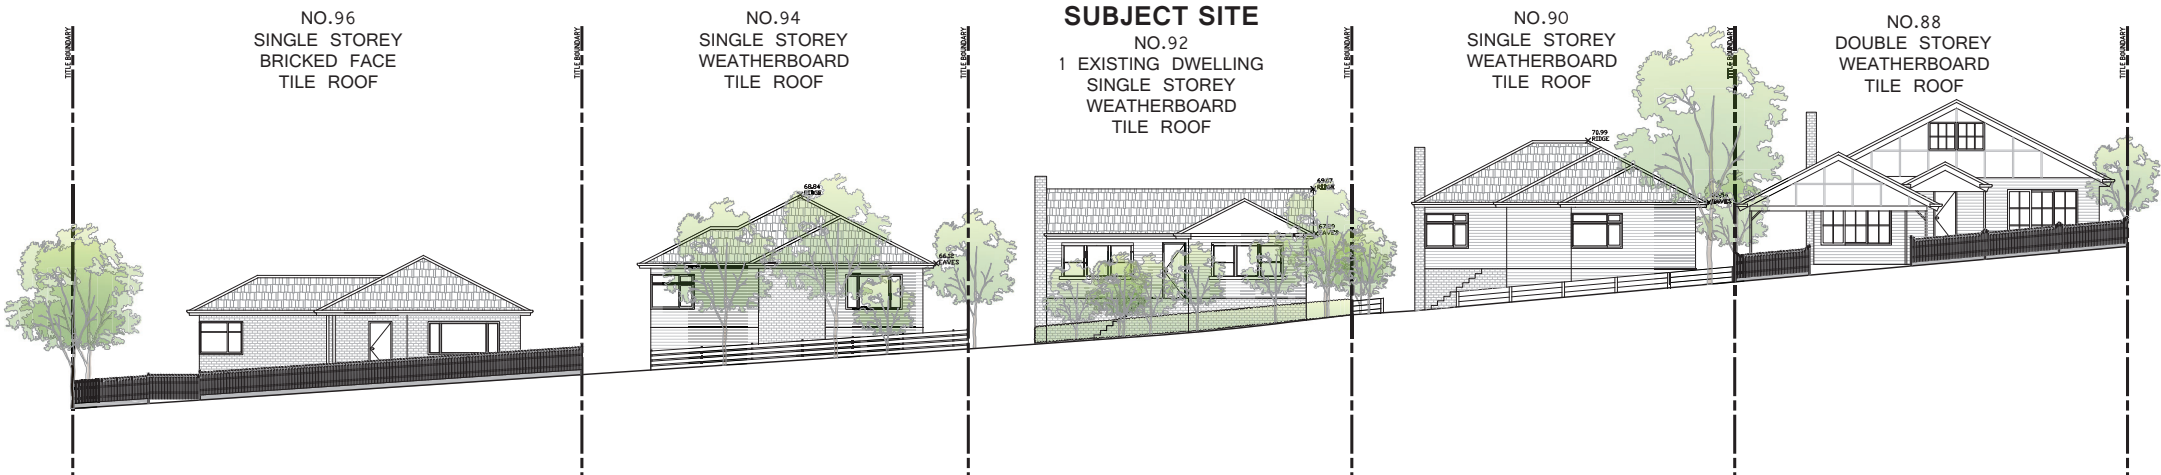 NO.96
SINGLE STOREY
BRICKED FACE
TILE ROOF
NO.94
SINGLE STOREY
WEATHERBOARD
TILE ROOF
SUBJECT SITE
NO.92
1 EXISTING DWELLING
SINGLE STOREY
WEATHERBOARD
TILE ROOF
NO.90
SINGLE STOREY
WEATHERBOARD
TILE ROOF
NO.88
DOUBLE STOREY
WEATHERBOARD
TILE ROOF
TITLE BOUNDARY
TITLE BOUNDARY
TITLE BOUNDARY
TITLE BOUNDARY
TITLE BOUNDARY
TITLE BOUNDARY
68.84
RIDGE
EAVES
69.07
RIDGE
EAVES
70.99
RIDGE
EAVES